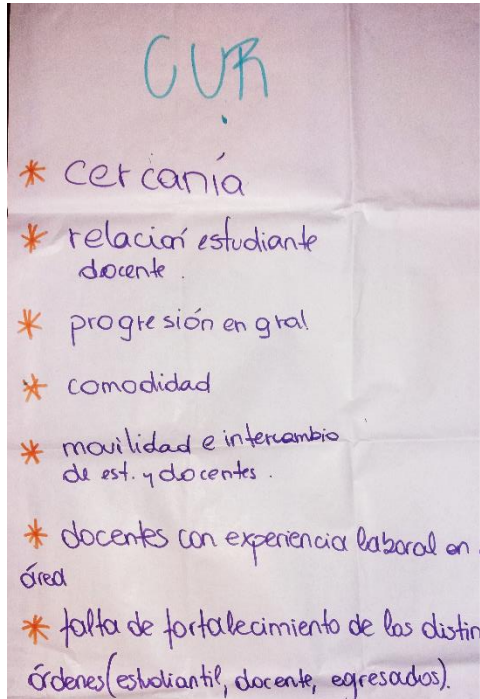 CUR
* cercanía
* relación estudiante
docente.
* progresión en gral
* comodidad
* movilidad e intercambio
de est. y docentes.
* docentes con experiencia laboral en
área
* falta de fortalecimiento de los distin
órdenes (estudiantil, docente, egresados).